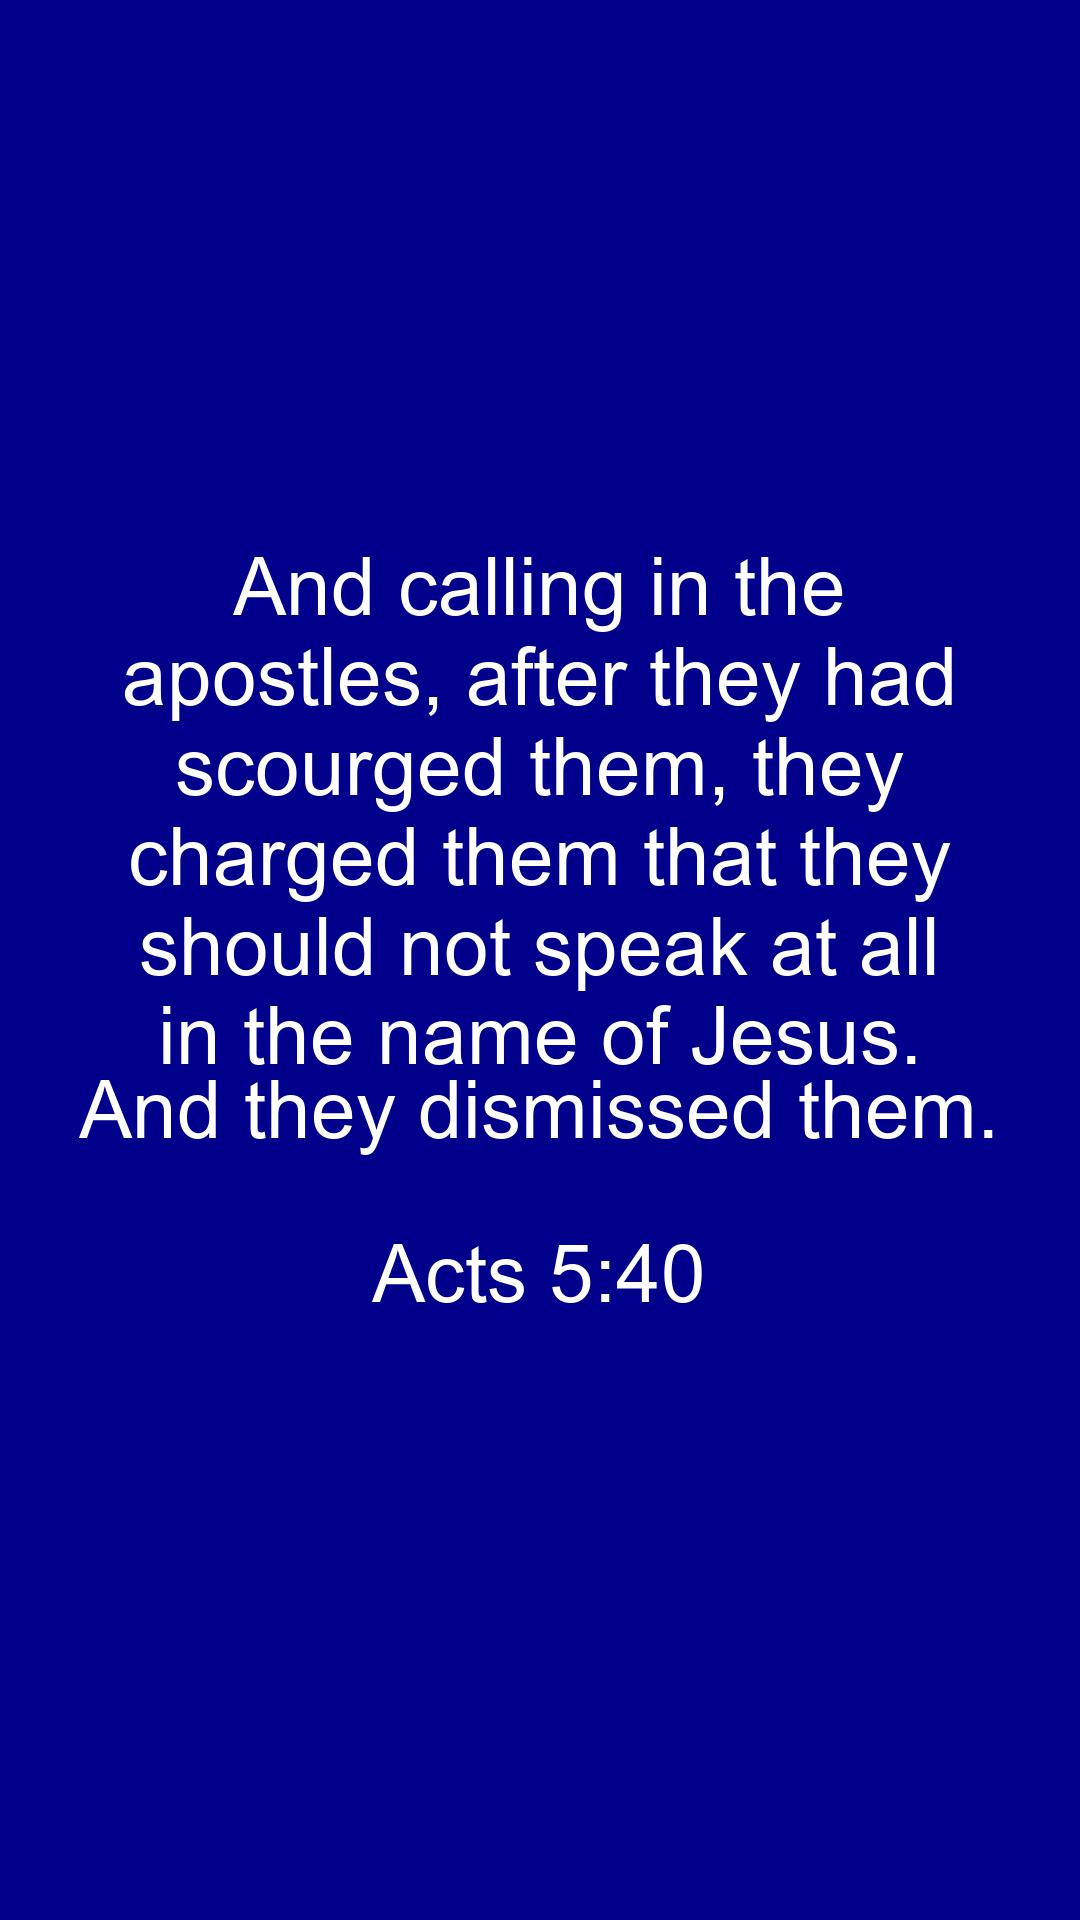 And calling in the
apostles, after they had
scourged them, they
charged them that they
should not speak at all
in the name of Jesus.
And they dismissed them.
Acts 5:40